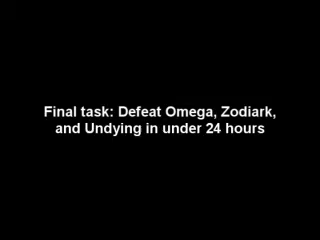 Final task: Defeat Omega, Zodiark,
and Undying in under 24 hours